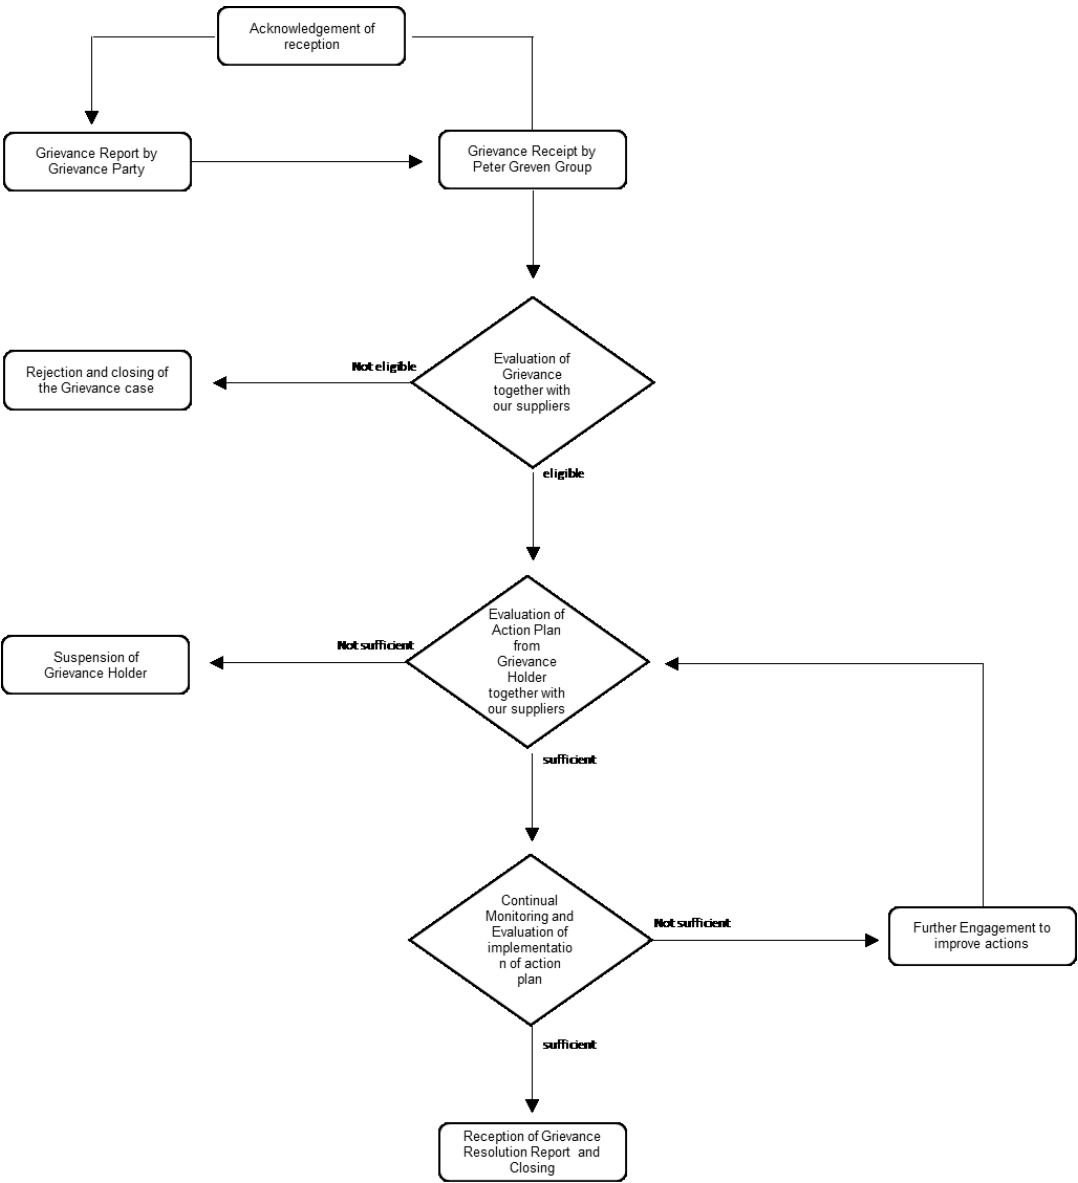 Acknowledgement of
reception
Grievance Report by
Grievance Party
Grievance Receipt by
Peter Greven Group
Evaluation of
Grievance
together with
our suppliers
Not eligible
Rejection and closing of
the Grievance case
eligible
Evaluation of
Action Plan
from
Grievance
Holder
together with
our suppliers
Not sufficient
Suspension of
Grievance Holder
sufficient
Continual
Monitoring and
Evaluation of
implementatio
n of action
plan
Not sufficient
Further Engagement to
improve actions
sufficient
Reception of Grievance
Resolution Report and
Closing